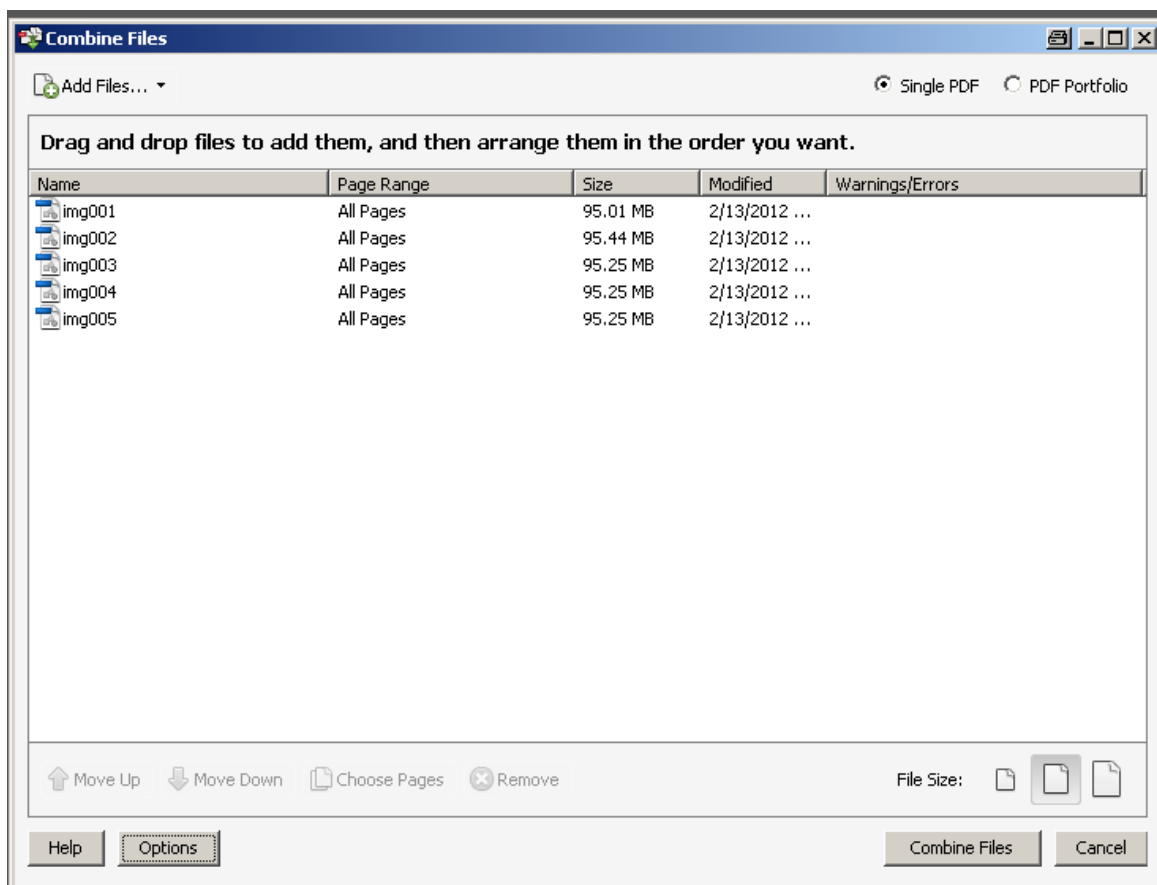 Combine Files
Add Files... Single PDF PDF Portfolio
Drag and drop files to add them, and then arrange them in the order you want.
Name Page Range Size Modified Warnings/Errors
img001 All Pages 95.01 MB 2/13/2012 ...
img002 All Pages 95.44 MB 2/13/2012 ...
img003 All Pages 95.25 MB 2/13/2012 ...
img004 All Pages 95.25 MB 2/13/2012 ...
img005 All Pages 95.25 MB 2/13/2012 ...
Move Up Move Down Choose Pages Remove File Size:
Help Options Combine Files Cancel